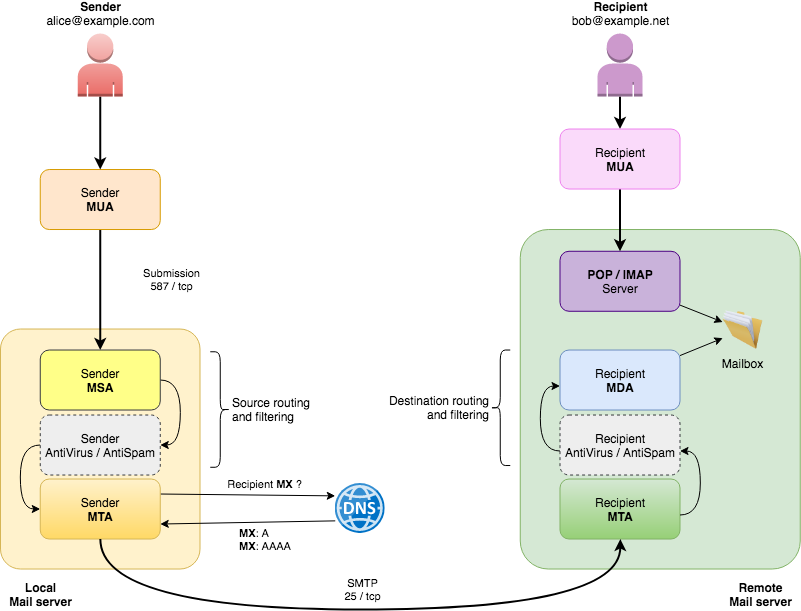 Sender
alice@example.com
Recipient
bob@example.net
Sender
MUA
Recipient
MUA
Submission
587 / tcp
POP / IMAP
Server
Mailbox
Sender
MSA
Source routing
and filtering
Destination routing
and filtering
Recipient
MDA
Sender
AntiVirus / AntiSpam
Recipient
AntiVirus / AntiSpam
Sender
MTA
Recipient MX ?
DNS
MX: A
MX: AAAA
Recipient
MTA
Local
Mail server
SMTP
25 / tcp
Remote
Mail server